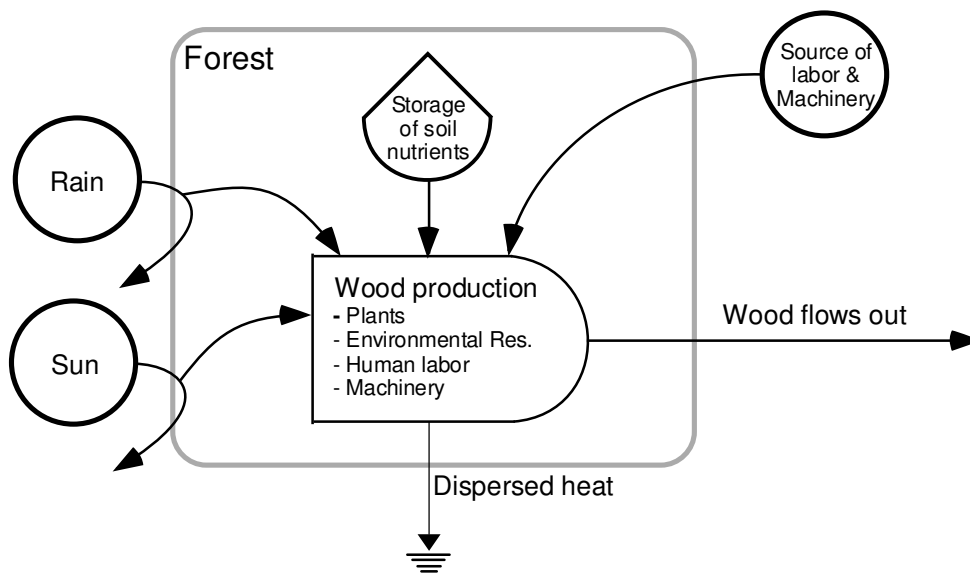 Forest
Source of
labor &
Machinery
Storage
of soil
nutrients
Rain
Wood production
- Plants
- Environmental Res.
- Human labor
- Machinery
Wood flows out
Sun
Dispersed heat